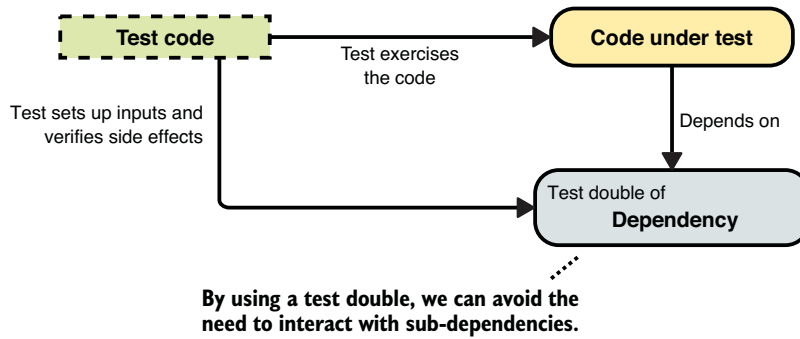 Test code
Code under test
Test exercises
the code
Test sets up inputs and
verifies side effects
Depends on
Test double of
Dependency
By using a test double, we can avoid the
need to interact with sub-dependencies.